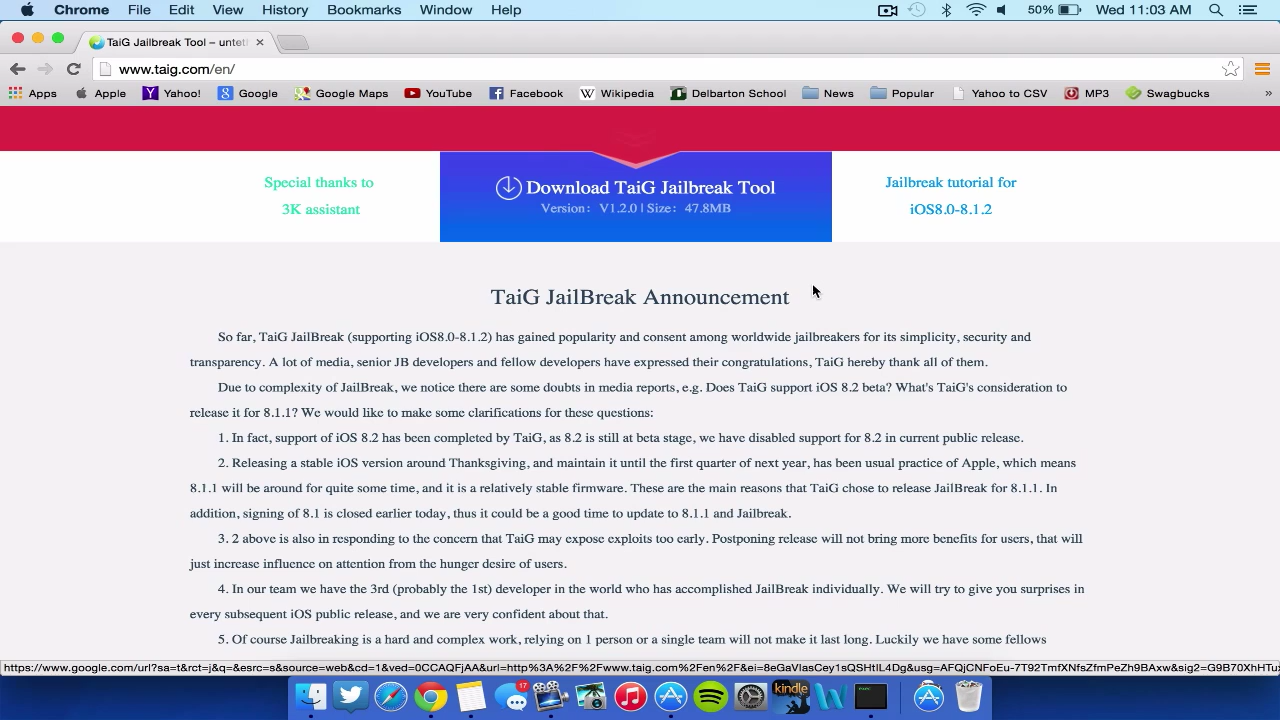 Chrome File Edit View History Bookmarks Window Help 50% Wed 11:03 AM
TaiG Jailbreak Tool – untet
www.taig.com/en/
Apps Apple Yahoo! Google Google Maps YouTube Facebook Wikipedia Delbarton School News Popular Yahoo to CSV MP3 Swagbucks »
Special thanks to
3K assistant
Download TaiG Jailbreak Tool
Version: V1.2.0 | Size: 47.8MB
Jailbreak tutorial for
iOS8.0-8.1.2
TaiG JailBreak Announcement
So far, TaiG JailBreak (supporting iOS8.0-8.1.2) has gained popularity and consent among worldwide jailbreakers for its simplicity, security and
transparency. A lot of media, senior JB developers and fellow developers have expressed their congratulations, TaiG hereby thank all of them.
Due to complexity of JailBreak, we notice there are some doubts in media reports, e.g. Does TaiG support iOS 8.2 beta? What's TaiG's consideration to
release it for 8.1.1? We would like to make some clarifications for these questions:
1. In fact, support of iOS 8.2 has been completed by TaiG, as 8.2 is still at beta stage, we have disabled support for 8.2 in current public release.
2. Releasing a stable iOS version around Thanksgiving, and maintain it until the first quarter of next year, has been usual practice of Apple, which means
8.1.1 will be around for quite some time, and it is a relatively stable firmware. These are the main reasons that TaiG chose to release JailBreak for 8.1.1. In
addition, signing of 8.1 is closed earlier today, thus it could be a good time to update to 8.1.1 and Jailbreak.
3. 2 above is also in responding to the concern that TaiG may expose exploits too early. Postponing release will not bring more benefits for users, that will
just increase influence on attention from the hunger desire of users.
4. In our team we have the 3rd (probably the 1st) developer in the world who has accomplished JailBreak individually. We will try to give you surprises in
every subsequent iOS public release, and we are very confident about that.
5. Of course Jailbreaking is a hard and complex work, relying on 1 person or a single team will not make it last long. Luckily we have some fellows
17
kindle